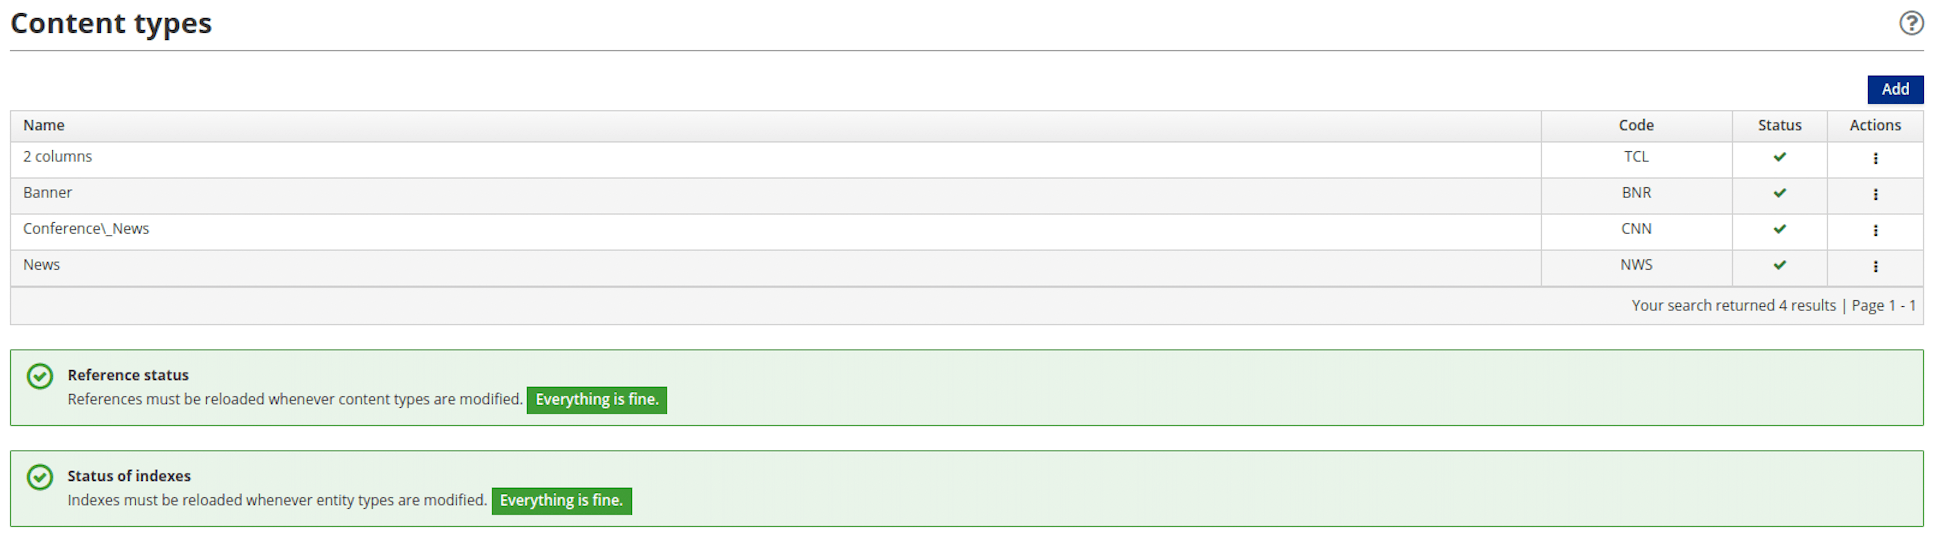 Content types
?
Add
Name Code Status Actions
2 columns TCL
Banner BNR
Conference\_News CNN
News NWS
Your search returned 4 results | Page 1 - 1
Reference status
References must be reloaded whenever content types are modified. Everything is fine.
Status of indexes
Indexes must be reloaded whenever entity types are modified. Everything is fine.